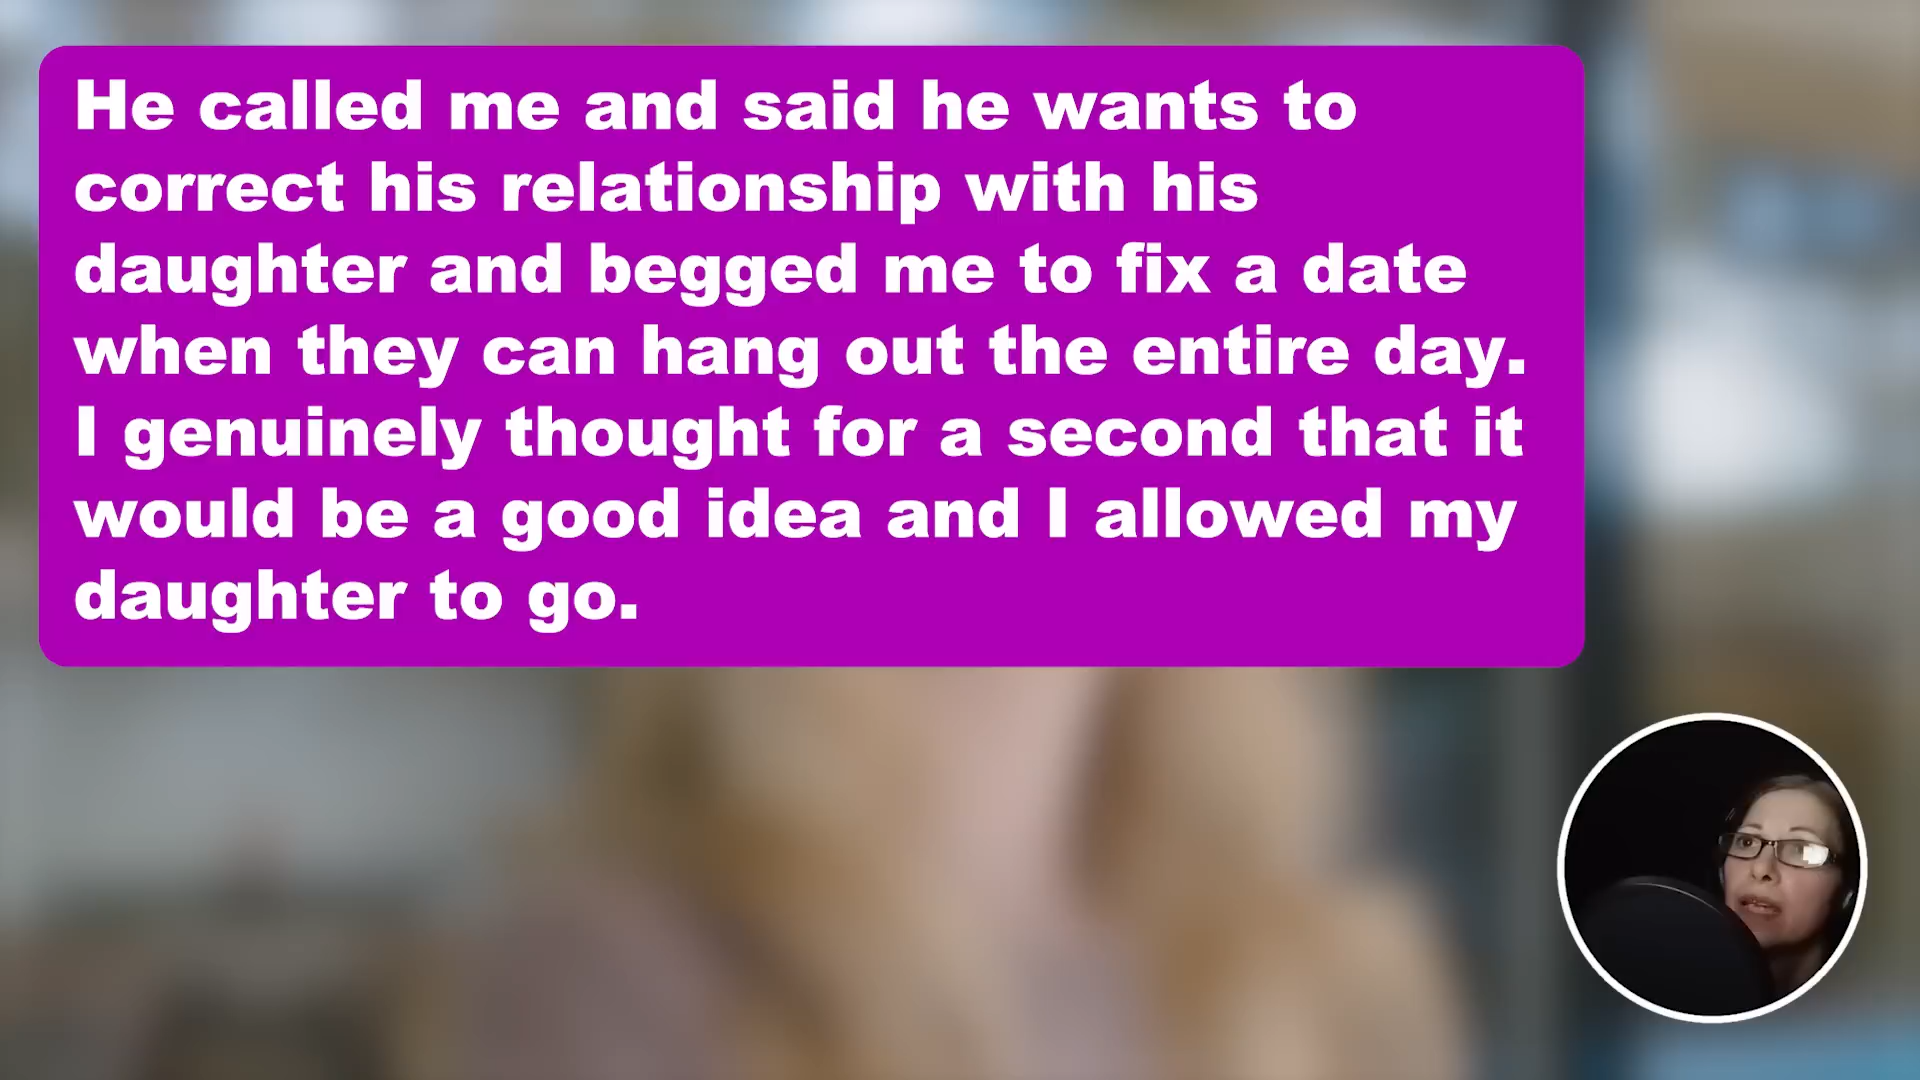 He called me and said he wants to
correct his relationship with his
daughter and begged me to fix a date
when they can hang out the entire day.
I genuinely thought for a second that it
would be a good idea and I allowed my
daughter to go.